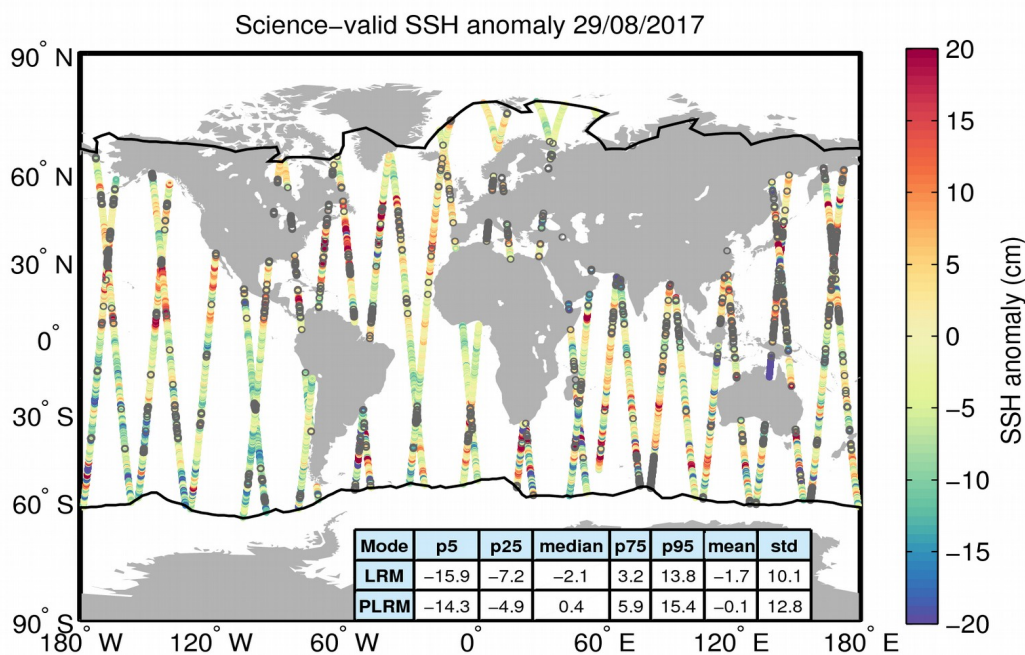 Science−valid SSH anomaly 29/08/2017
90° N
60° N
30° N
0°
30° S
60° S
90° S
180° W
120° W
60° W
0°
60° E
120° E
180° E
Mode p5 p25 median p75 p95 mean std
LRM −15.9 −7.2 −2.1 3.2 13.8 −1.7 10.1
PLRM −14.3 −4.9 0.4 5.9 15.4 −0.1 12.8
20
15
10
5
0
−5
−10
−15
−20
SSH anomaly (cm)